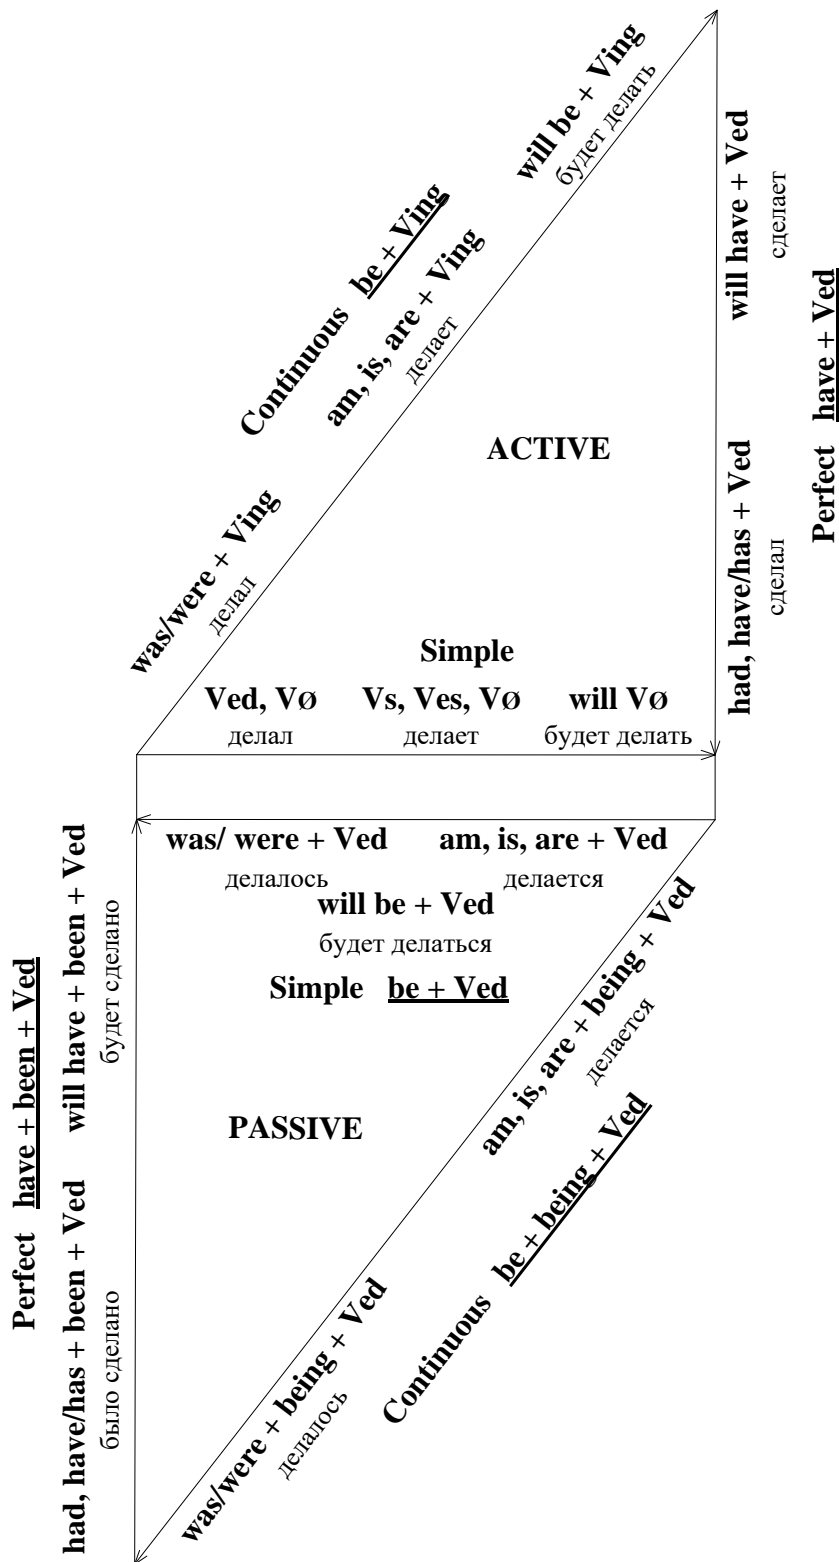 will be + Ving
будет делать
Continuous be + Ving
am, is, are + Ving
делает
was/were + Ving
делал
ACTIVE
will have + Ved
сделает
had, have/has + Ved
сделал
Perfect have + Ved
Simple
Ved, VØ
делал
Vs, Ves, VØ
делает
will VØ
будет делать
was/ were + Ved
делалось
am, is, are + Ved
делается
will be + Ved
будет делаться
Simple be + Ved
PASSIVE
Perfect have + been + Ved
will have + been + Ved
будет сделано
had, have/has + been + Ved
было сделано
am, is, are + being + Ved
делается
Continuous be + being + Ved
was/were + being + Ved
делалось